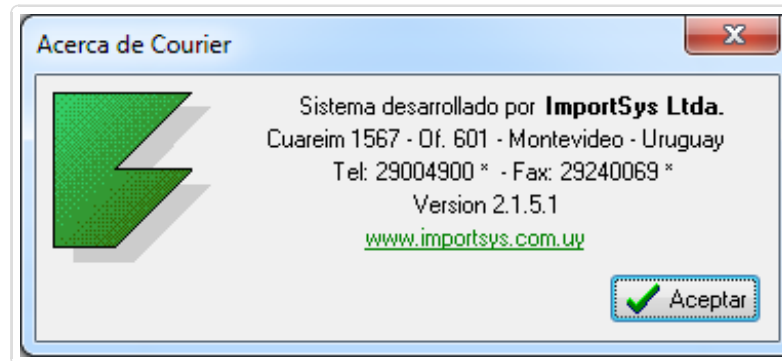 Acerca de Courier
Sistema desarrollado por ImportSys Ltda.
Cuareim 1567 - Of. 601 - Montevideo - Uruguay
Tel: 29004900 * - Fax: 29240069 *
Version 2.1.5.1
www.importsys.com.uy
Aceptar